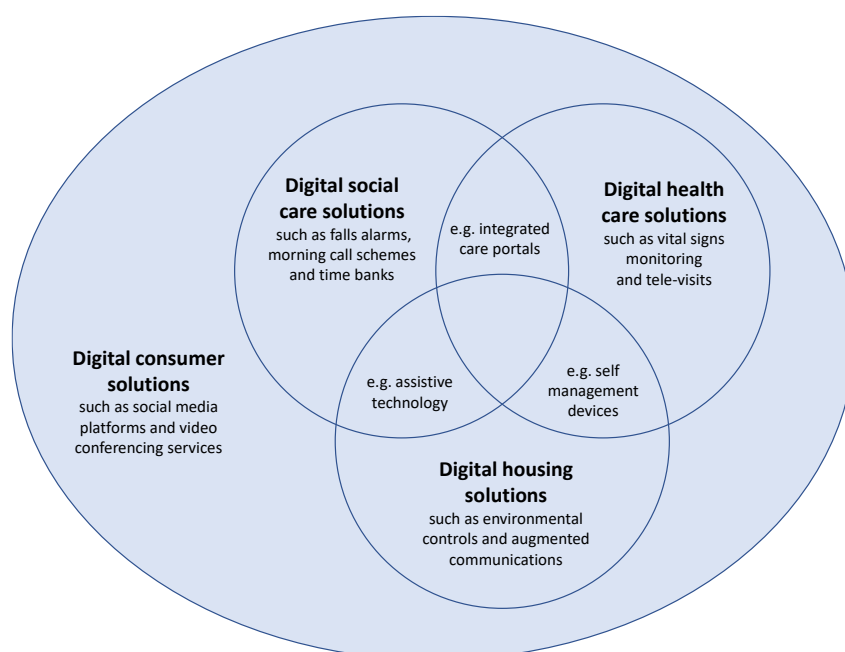 Digital social
care solutions
such as falls alarms,
morning call schemes
and time banks
e.g. integrated
care portals
Digital health
care solutions
such as vital signs
monitoring
and tele-visits
Digital consumer
solutions
such as social media
platforms and video
conferencing services
e.g. assistive
technology
e.g. self
management
devices
Digital housing
solutions
such as environmental
controls and augmented
communications